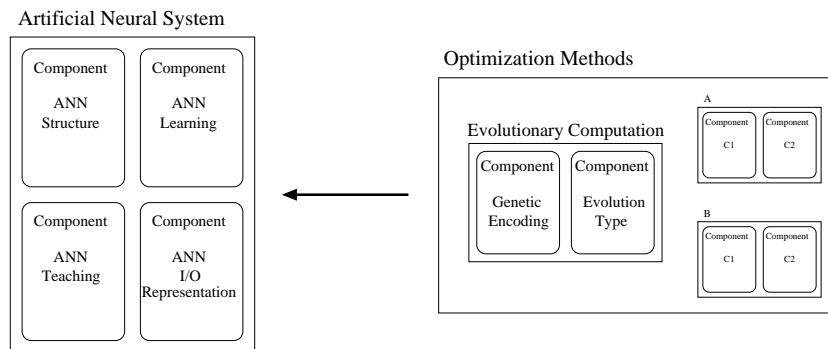 Artificial Neural System
Component
ANN
Structure
Component
ANN
Learning
Component
ANN
Teaching
Component
ANN
I/O
Representation
Optimization Methods
Evolutionary Computation
Component
Genetic
Encoding
Component
Evolution
Type
A
Component
C1
Component
C2
B
Component
C1
Component
C2